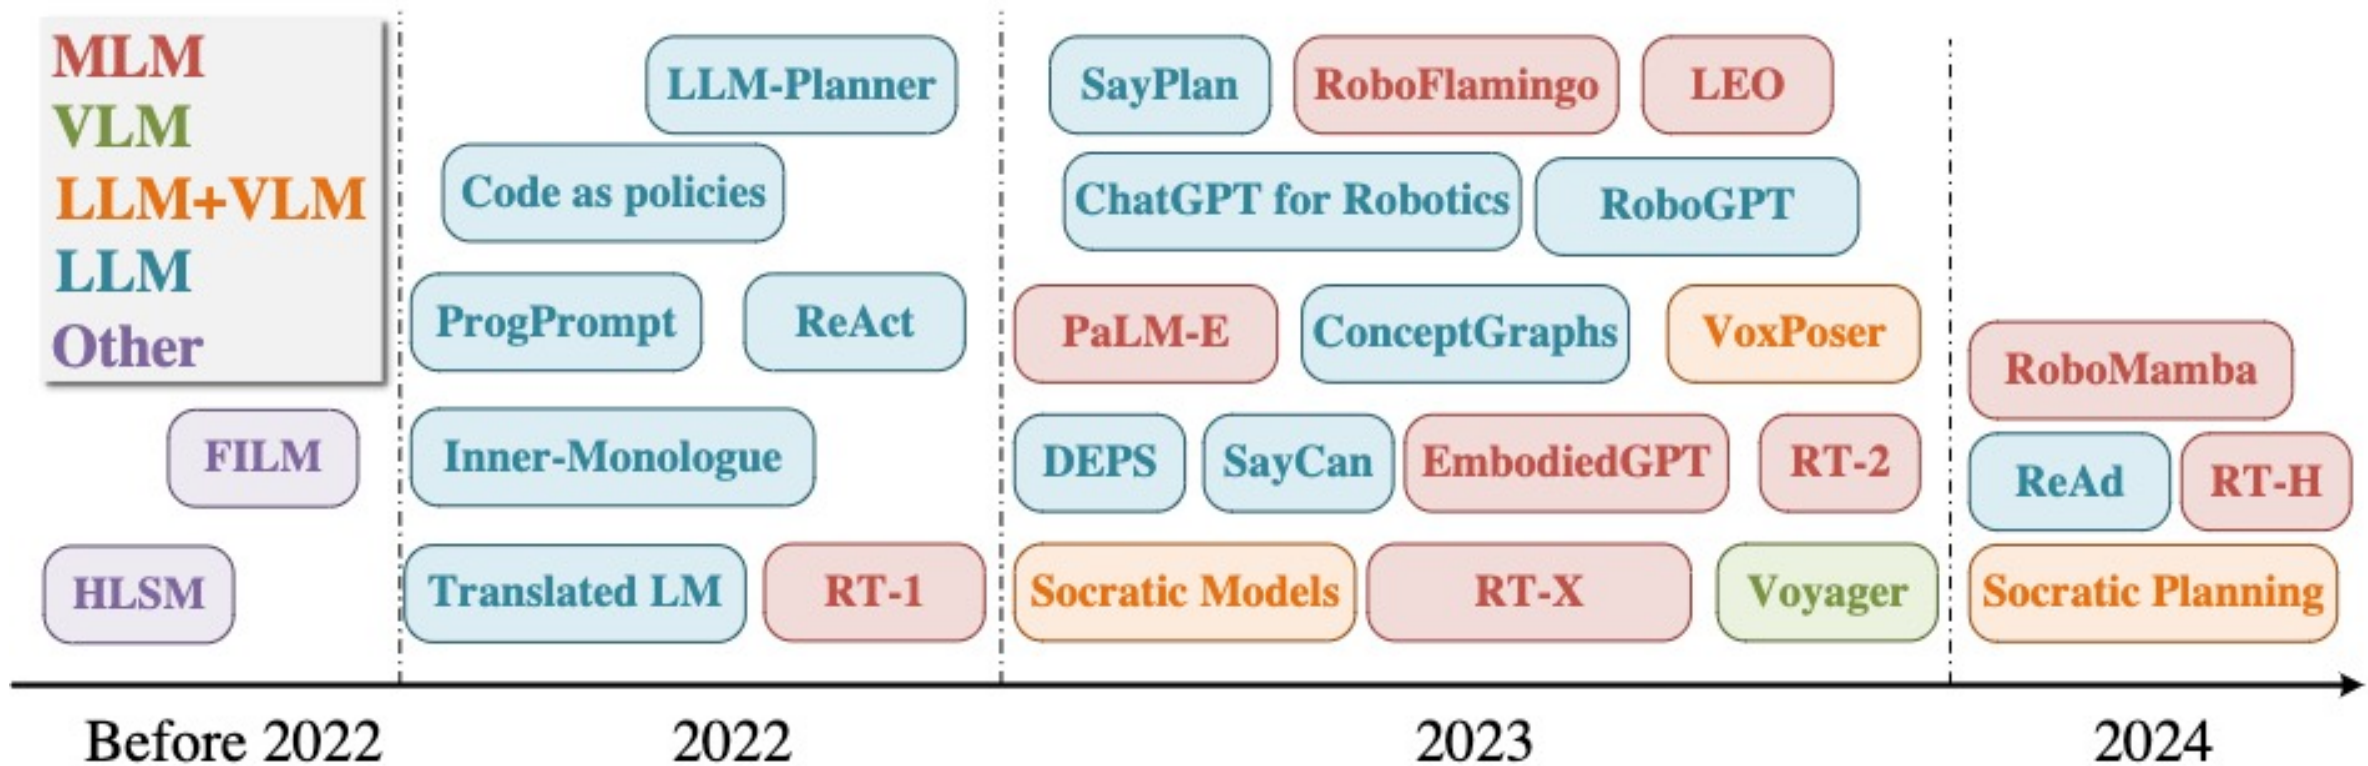 MLM
VLM
LLM+VLM
LLM
Other
FILM
HLSM
LLM-Planner
Code as policies
ProgPrompt
ReAct
Inner-Monologue
Translated LM
RT-1
SayPlan
RoboFlamingo
LEO
ChatGPT for Robotics
RoboGPT
PaLM-E
ConceptGraphs
VoxPoser
DEPS
SayCan
EmbodiedGPT
RT-2
Socratic Models
RT-X
Voyager
RoboMamba
ReAd
RT-H
Socratic Planning
Before 2022
2022
2023
2024